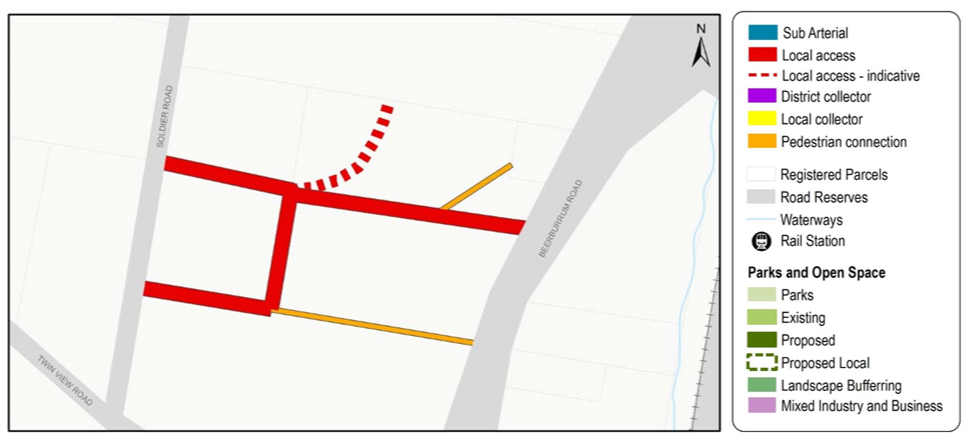 SOLDIER ROAD
BEERBURRUM ROAD
TWIN VIEW ROAD
N
Sub Arterial
Local access
Local access - indicative
District collector
Local collector
Pedestrian connection
Registered Parcels
Road Reserves
Waterways
Rail Station
Parks and Open Space
Parks
Existing
Proposed
Proposed Local
Landscape Bufferring
Mixed Industry and Business